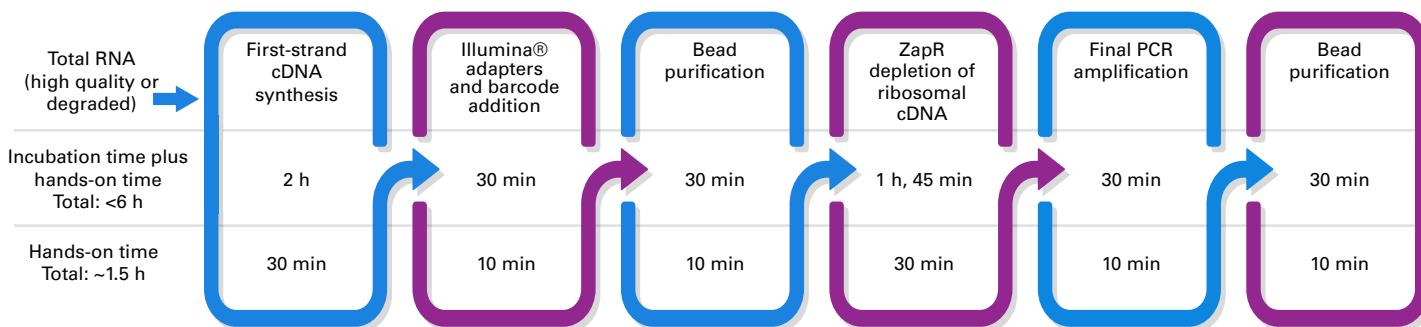 Total RNA
(high quality or
degraded)
First-strand
cDNA
synthesis
Illumina®
adapters
and barcode
addition
Bead
purification
ZapR
depletion of
ribosomal
cDNA
Final PCR
amplification
Bead
purification
Incubation time plus
hands-on time
Total: <6 h
2 h
30 min
30 min
1 h, 45 min
30 min
30 min
Hands-on time
Total: ~1.5 h
30 min
10 min
10 min
30 min
10 min
10 min